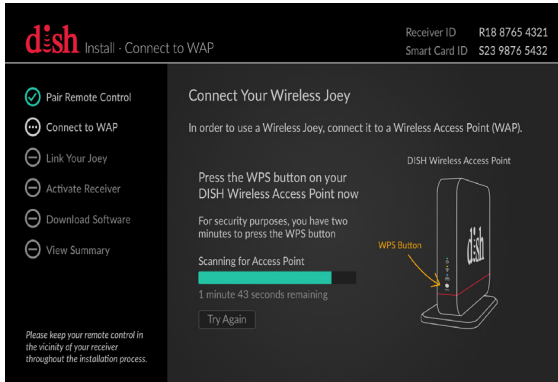 dish Install - Connect to WAP
Receiver ID R18 8765 4321
Smart Card ID S23 9876 5432
Pair Remote Control
Connect to WAP
Link Your Joey
Activate Receiver
Download Software
View Summary
Please keep your remote control in
the vicinity of your receiver
throughout the installation process.
Connect Your Wireless Joey
In order to use a Wireless Joey, connect it to a Wireless Access Point (WAP).
Press the WPS button on your
DISH Wireless Access Point now
For security purposes, you have two
minutes to press the WPS button
Scanning for Access Point
1 minute 43 seconds remaining
Try Again
DISH Wireless Access Point
WPS Button
dish